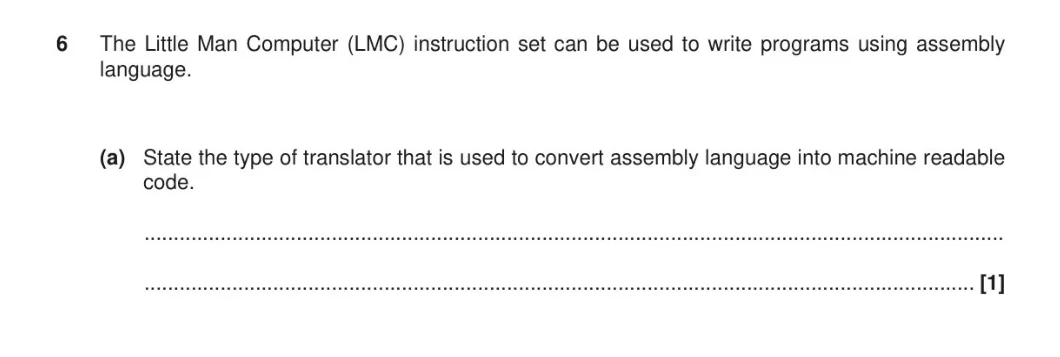 6 The Little Man Computer (LMC) instruction set can be used to write programs using assembly
language.
(a) State the type of translator that is used to convert assembly language into machine readable
code.
...................................................................................................................................................
............................................................................................................................................... [1]